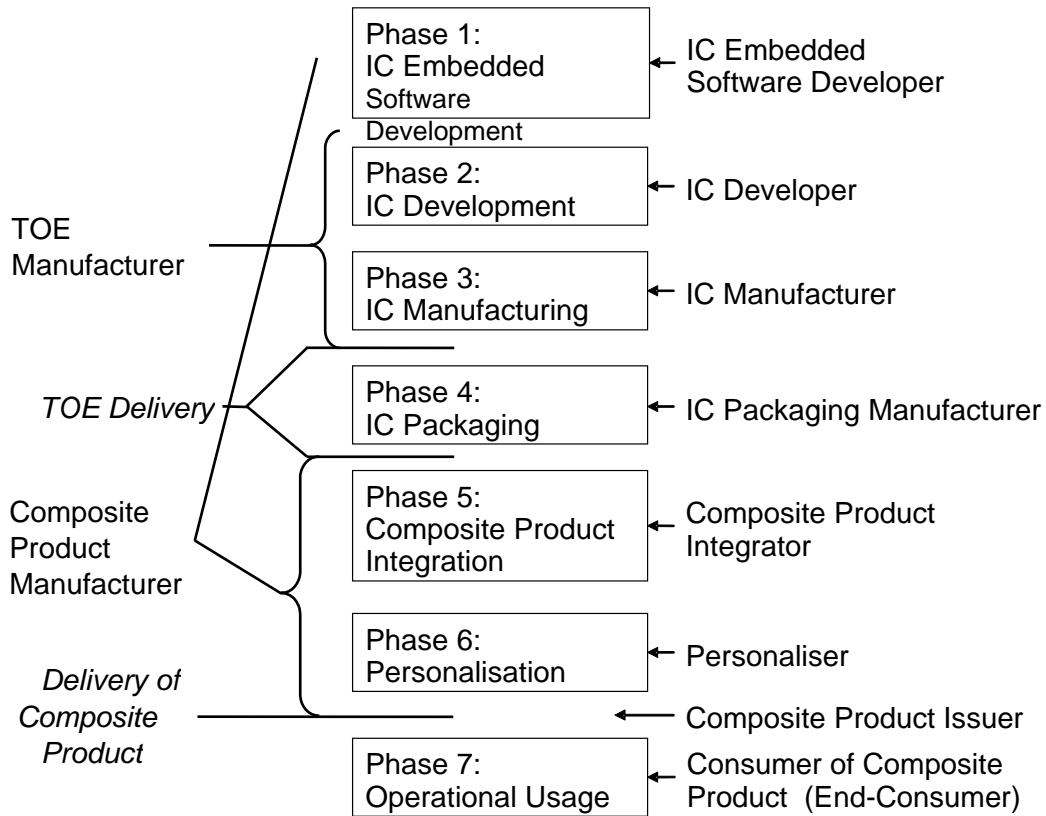 Phase 1:
IC Embedded
Software
Development
IC Embedded
Software Developer
Phase 2:
IC Development
IC Developer
TOE
Manufacturer
Phase 3:
IC Manufacturing
IC Manufacturer
TOE Delivery
Phase 4:
IC Packaging
IC Packaging Manufacturer
Composite
Product
Manufacturer
Phase 5:
Composite Product
Integration
Composite Product
Integrator
Phase 6:
Personalisation
Personaliser
Delivery of
Composite
Product
Composite Product Issuer
Phase 7:
Operational Usage
Consumer of Composite
Product (End-Consumer)